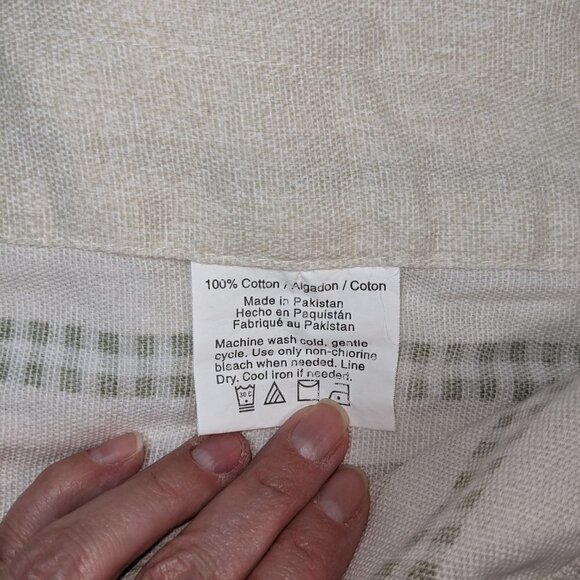 100% Cotton / Algadon / Coton
Made in Pakistan
Hecho en Paquistán
Fabriqué au Pakistan
Machine wash cold, gentle
cycle. Use only non-chlorine
bleach when needed. Line
Dry. Cool iron if needed.
30 C